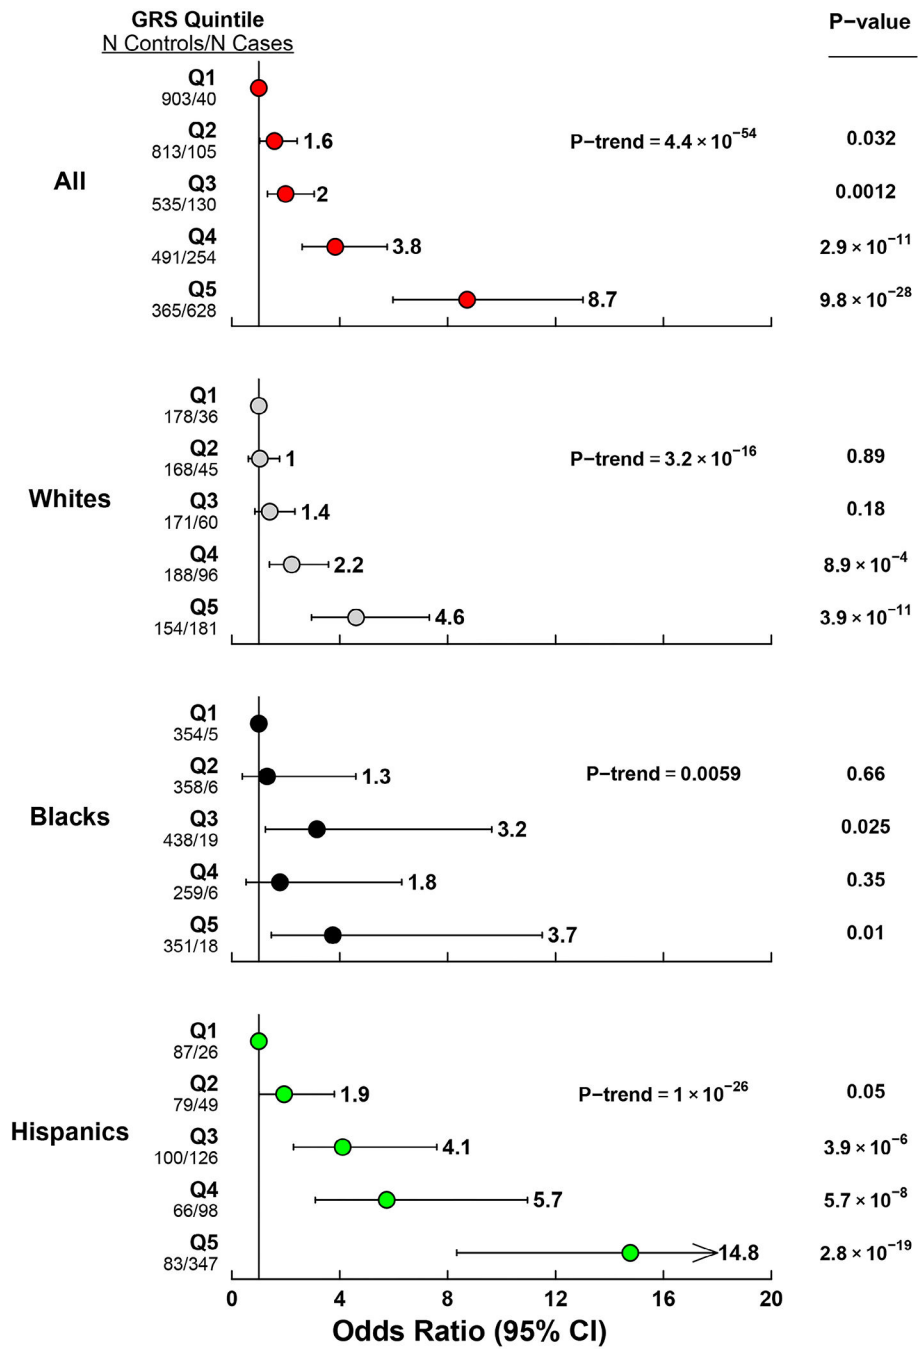 GRS Quintile
N Controls/N Cases
P−value
All
Q1
903/40
Q2
813/105
1.6
P−trend = 4.4 × 10−54
0.032
Q3
535/130
2
0.0012
Q4
491/254
3.8
2.9 × 10−11
Q5
365/628
8.7
9.8 × 10−28
Whites
Q1
178/36
Q2
168/45
1
P−trend = 3.2 × 10−16
0.89
Q3
171/60
1.4
0.18
Q4
188/96
2.2
8.9 × 10−4
Q5
154/181
4.6
3.9 × 10−11
Blacks
Q1
354/5
Q2
358/6
1.3
P−trend = 0.0059
0.66
Q3
438/19
3.2
0.025
Q4
259/6
1.8
0.35
Q5
351/18
3.7
0.01
Hispanics
Q1
87/26
Q2
79/49
1.9
P−trend = 1 × 10−26
0.05
Q3
100/126
4.1
3.9 × 10−6
Q4
66/98
5.7
5.7 × 10−8
Q5
83/347
14.8
2.8 × 10−19
0 4 8 12 16 20
Odds Ratio (95% CI)